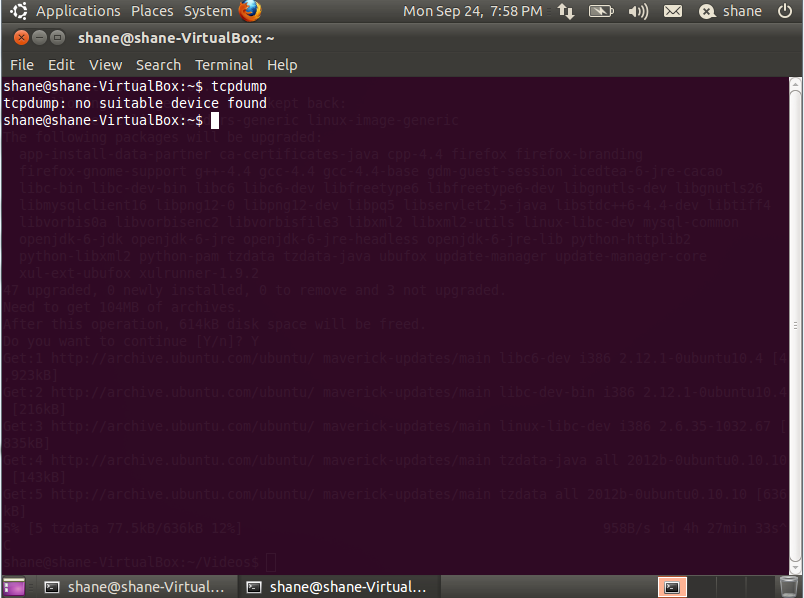 Applications Places System Mon Sep 24, 7:58 PM shane
shane@shane-VirtualBox: ~
File Edit View Search Terminal Help
shane@shane-VirtualBox:~$ tcpdump
tcpdump: no suitable device found
kept back:
shane@shane-VirtualBox:~$
rs-generic linux-image-generic
The following packages will be upgraded:
app-install-data-partner ca-certificates-java cpp-4.4 firefox firefox-branding
firefox-gnome-support g++-4.4 gcc-4.4 gcc-4.4-base gdm-guest-session icedtea-6-jre-cacao
libc-bin libc-dev-bin libc6 libc6-dev libfreetype6 libfreetype6-dev libgnutls-dev libgnutls26
libmysqlclient16 libpng12-0 libpng12-dev libpq5 libservlet2.5-java libstdc++6-4.4-dev libtiff4
libvorbis0a libvorbisenc2 libvorbisfile3 libxml2 libxml2-utils linux-libc-dev mysql-common
openjdk-6-jdk openjdk-6-jre openjdk-6-jre-headless openjdk-6-jre-lib python-httplib2
python-libxml2 python-pam tzdata tzdata-java ubufox update-manager update-manager-core
xul-ext-ubufox xulrunner-1.9.2
47 upgraded, 0 newly installed, 0 to remove and 3 not upgraded.
Need to get 104MB of archives.
After this operation, 614kB disk space will be freed.
Do you want to continue [Y/n]? Y
Get:1 http://archive.ubuntu.com/ubuntu/ maverick-updates/main libc6-dev i386 2.12.1-0ubuntu10.4 [4
,923kB]
Get:2 http://archive.ubuntu.com/ubuntu/ maverick-updates/main libc-dev-bin i386 2.12.1-0ubuntu10.4
[216kB]
Get:3 http://archive.ubuntu.com/ubuntu/ maverick-updates/main linux-libc-dev i386 2.6.35-1032.67 [
835kB]
Get:4 http://archive.ubuntu.com/ubuntu/ maverick-updates/main tzdata-java all 2012b-0ubuntu0.10.10
[143kB]
Get:5 http://archive.ubuntu.com/ubuntu/ maverick-updates/main tzdata all 2012b-0ubuntu0.10.10 [636
kB]
5% [5 tzdata 77.5kB/636kB 12%] 958B/s 1d 4h 27min 33s^
C
shane@shane-VirtualBox:~/Videos$
shane@shane-Virtual... shane@shane-Virtual...